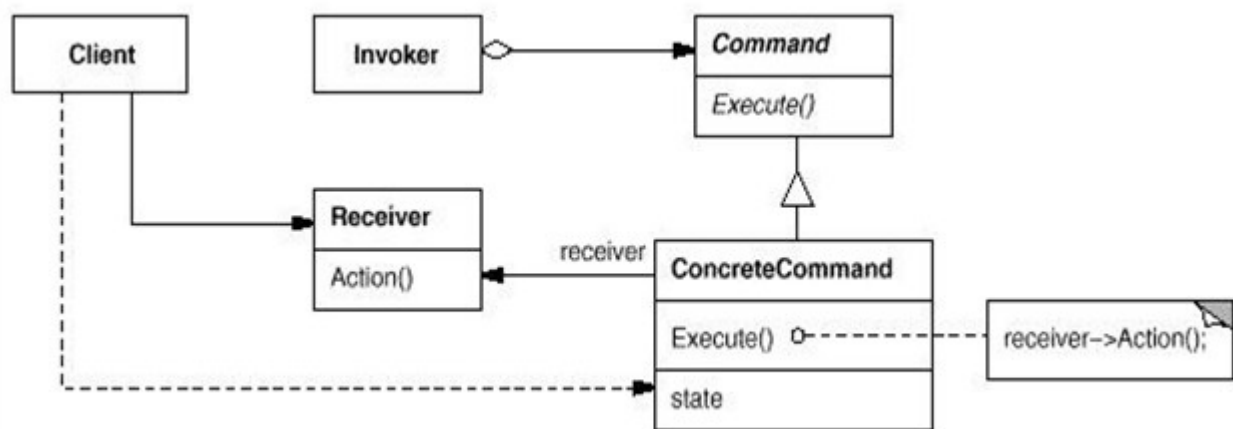 Client
Invoker
Command
Execute()
Receiver
Action()
receiver
ConcreteCommand
Execute()
state
receiver–>Action();